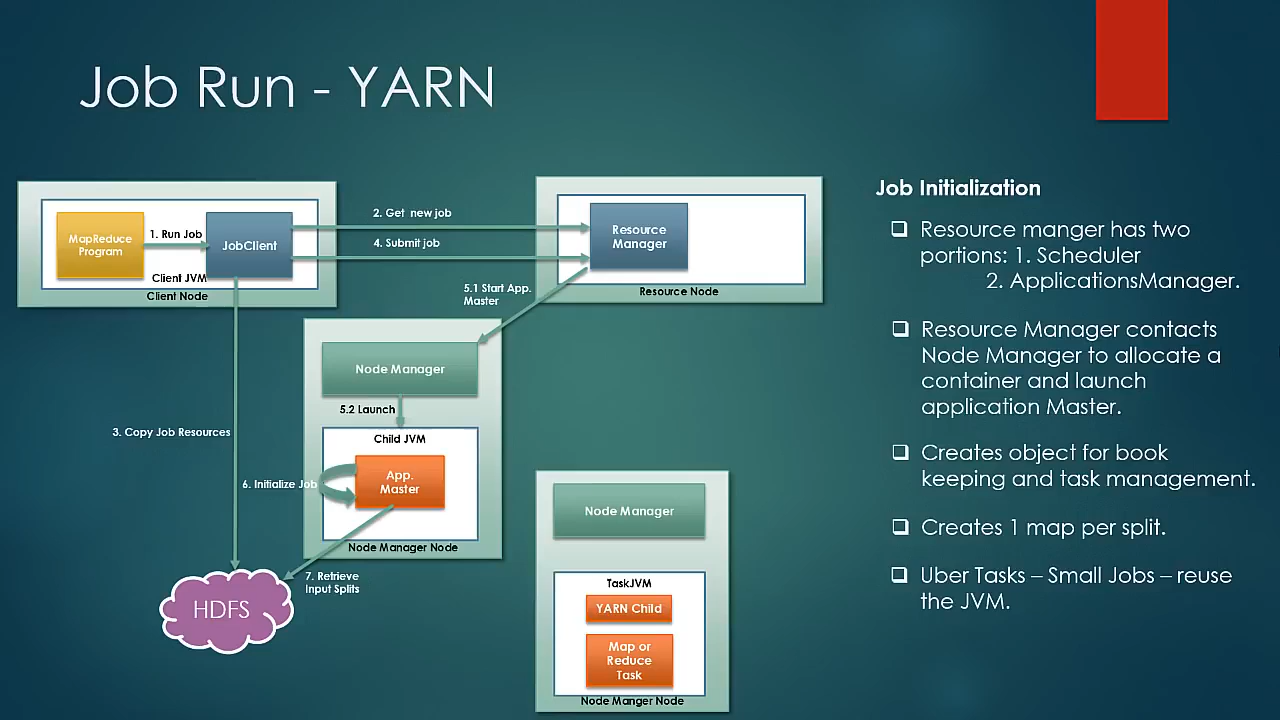 Job Run - YARN
MapReduce
Program
1. Run Job
JobClient
Client JVM
Client Node
2. Get  new job
4. Submit job
Resource
Manager
Resource Node
5.1 Start App.
Master
Node Manager
5.2 Launch
Child JVM
3. Copy Job Resources
6. Initialize Job
App.
Master
Node Manager Node
7. Retrieve
Input Splits
HDFS
Node Manager
TaskJVM
YARN Child
Map or
Reduce
Task
Node Manger Node
Job Initialization
Resource manger has two
portions: 1. Scheduler
2. ApplicationsManager.
Resource Manager contacts
Node Manager to allocate a
container and launch
application Master.
Creates object for book
keeping and task management.
Creates 1 map per split.
Uber Tasks – Small Jobs – reuse
the JVM.